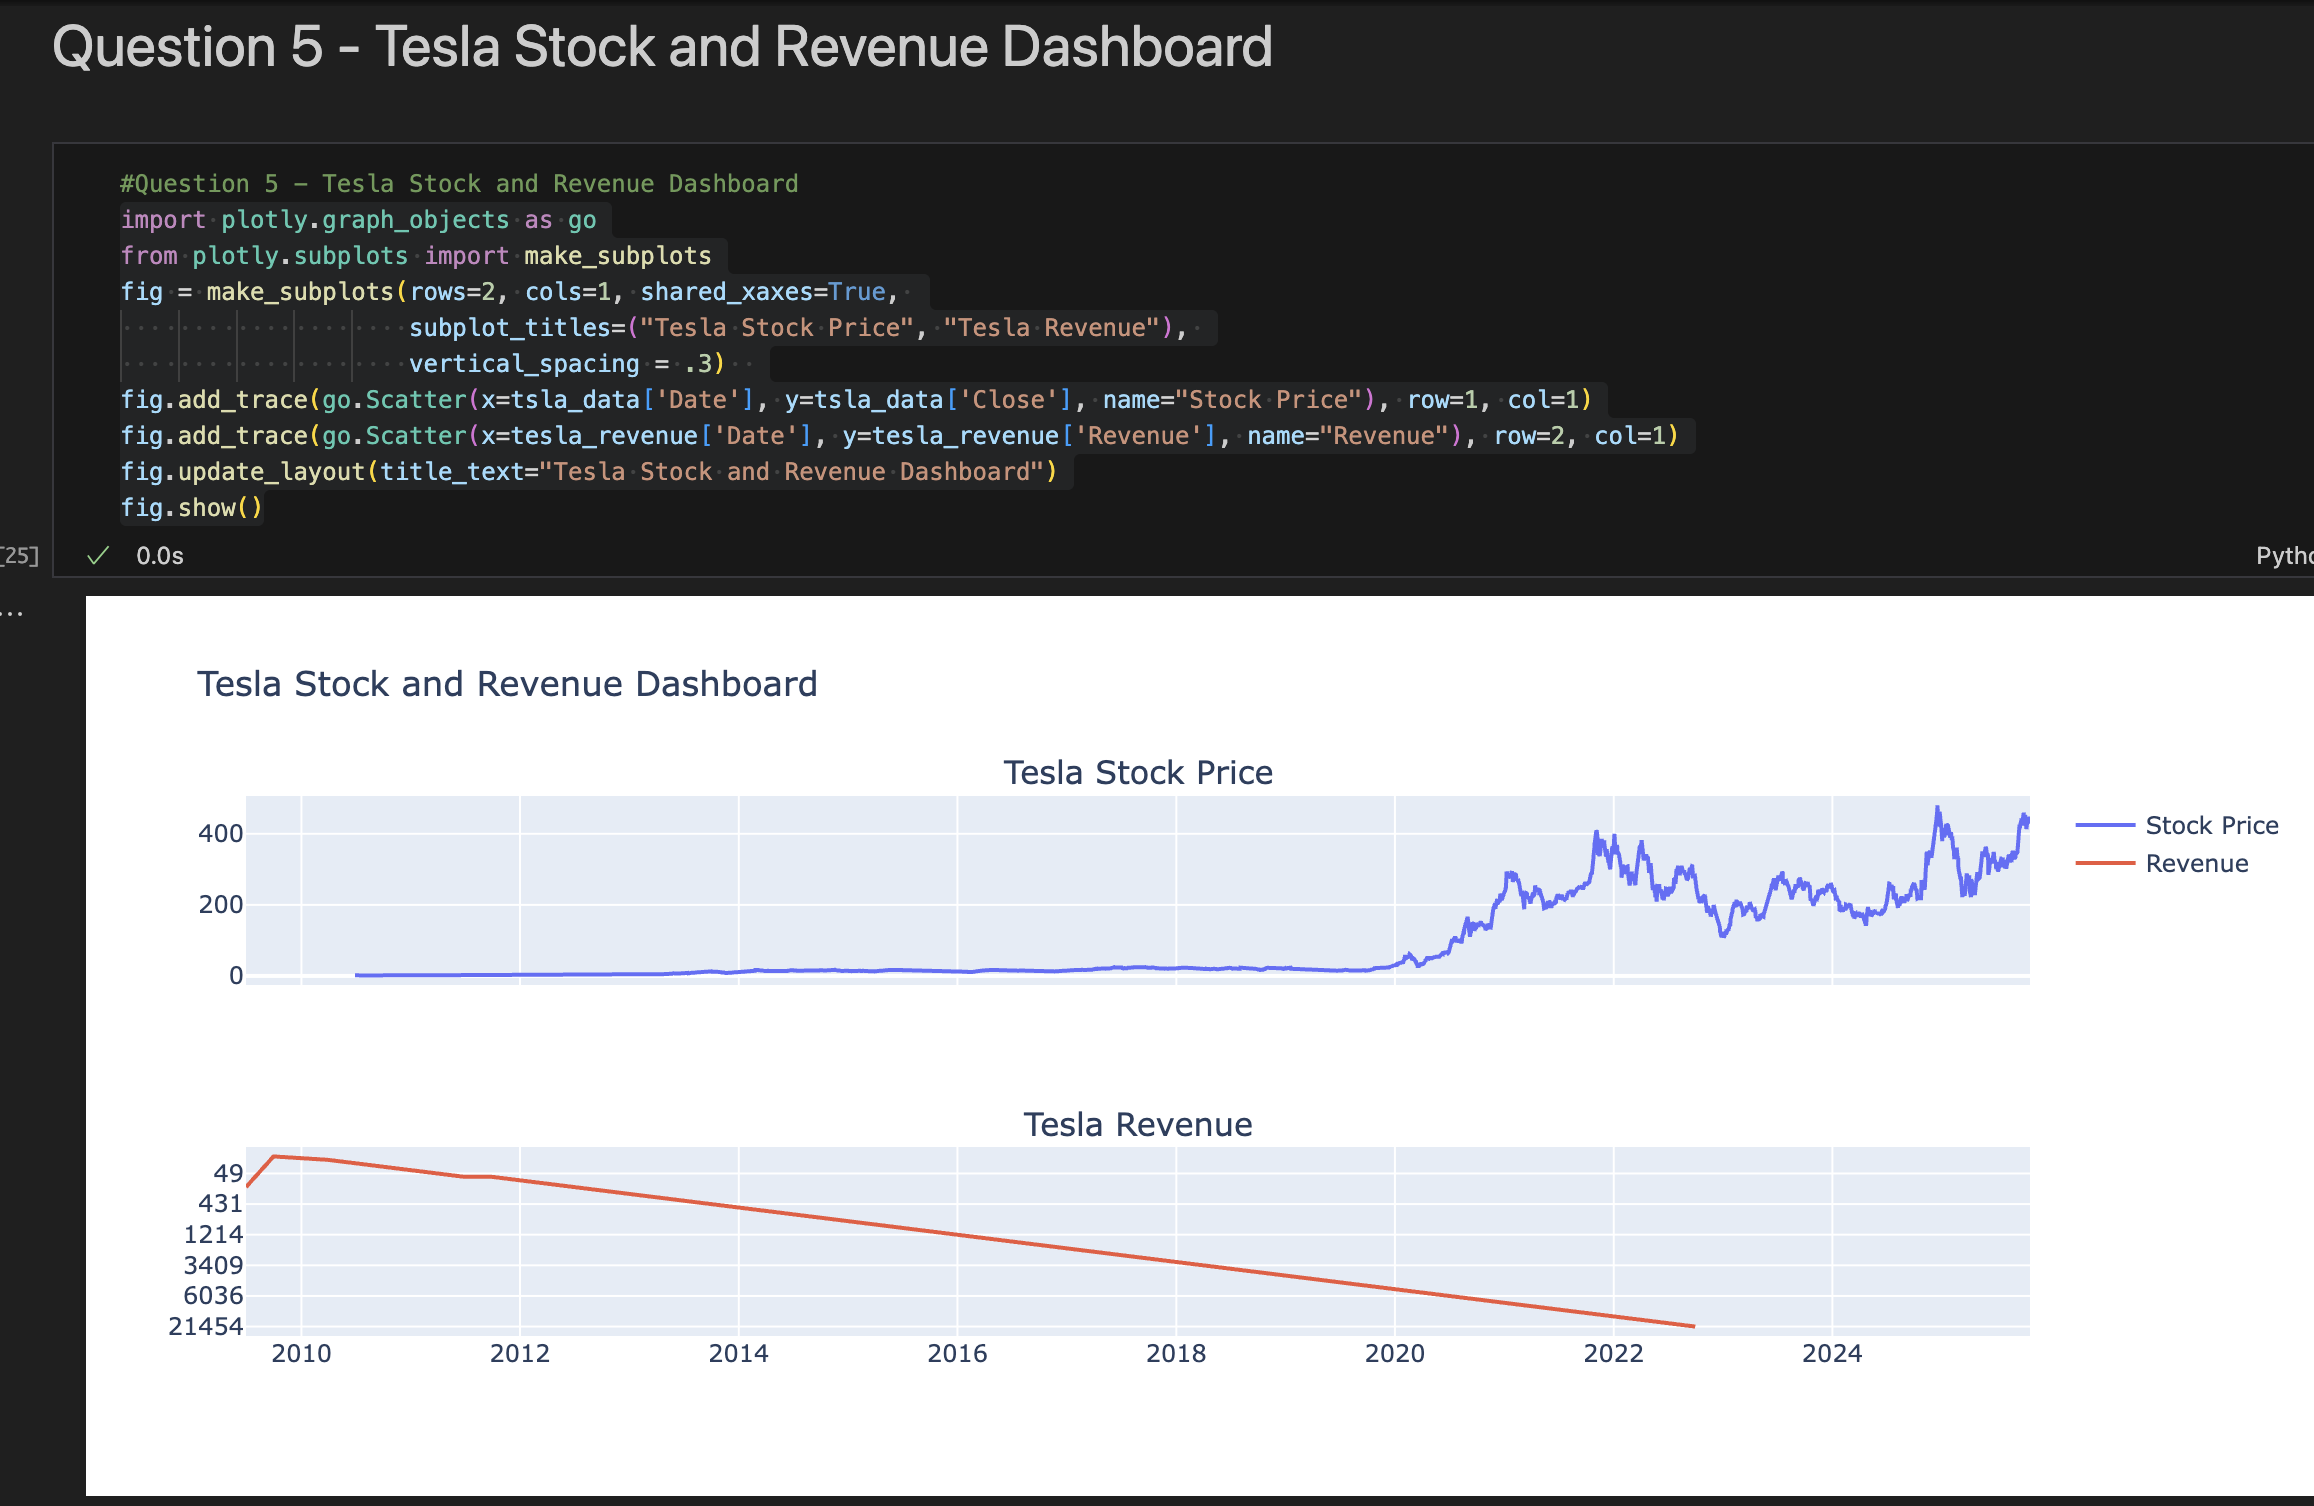 Question 5 - Tesla Stock and Revenue Dashboard
#Question 5 – Tesla Stock and Revenue Dashboard
import plotly.graph_objects as go
from plotly.subplots import make_subplots
fig = make_subplots(rows=2, cols=1, shared_xaxes=True,
subplot_titles=("Tesla Stock Price", "Tesla Revenue"),
vertical_spacing = .3)
fig.add_trace(go.Scatter(x=tsla_data['Date'], y=tsla_data['Close'], name="Stock Price"), row=1, col=1)
fig.add_trace(go.Scatter(x=tesla_revenue['Date'], y=tesla_revenue['Revenue'], name="Revenue"), row=2, col=1)
fig.update_layout(title_text="Tesla Stock and Revenue Dashboard")
fig.show()
[25]
0.0s
Pytho
...
Tesla Stock and Revenue Dashboard
Tesla Stock Price
400
200
0
Stock Price
Revenue
Tesla Revenue
49
431
1214
3409
6036
21454
2010 2012 2014 2016 2018 2020 2022 2024